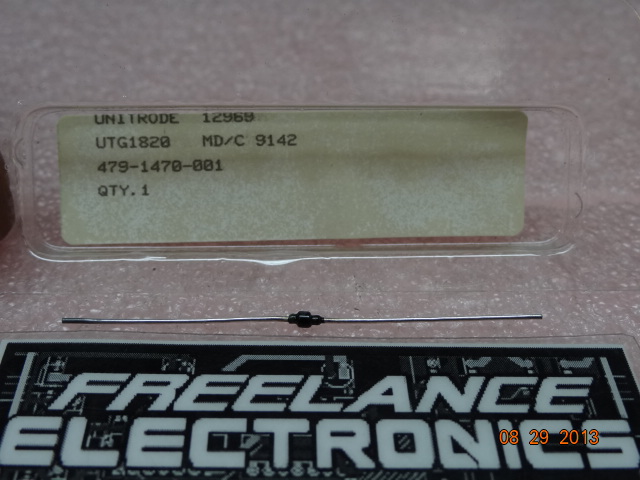 UNITRODE 12969
UTG1820 MD/C 9142
479-1470-001
QTY.1
FREELANCE
ELECTRONICS
08 29 2013